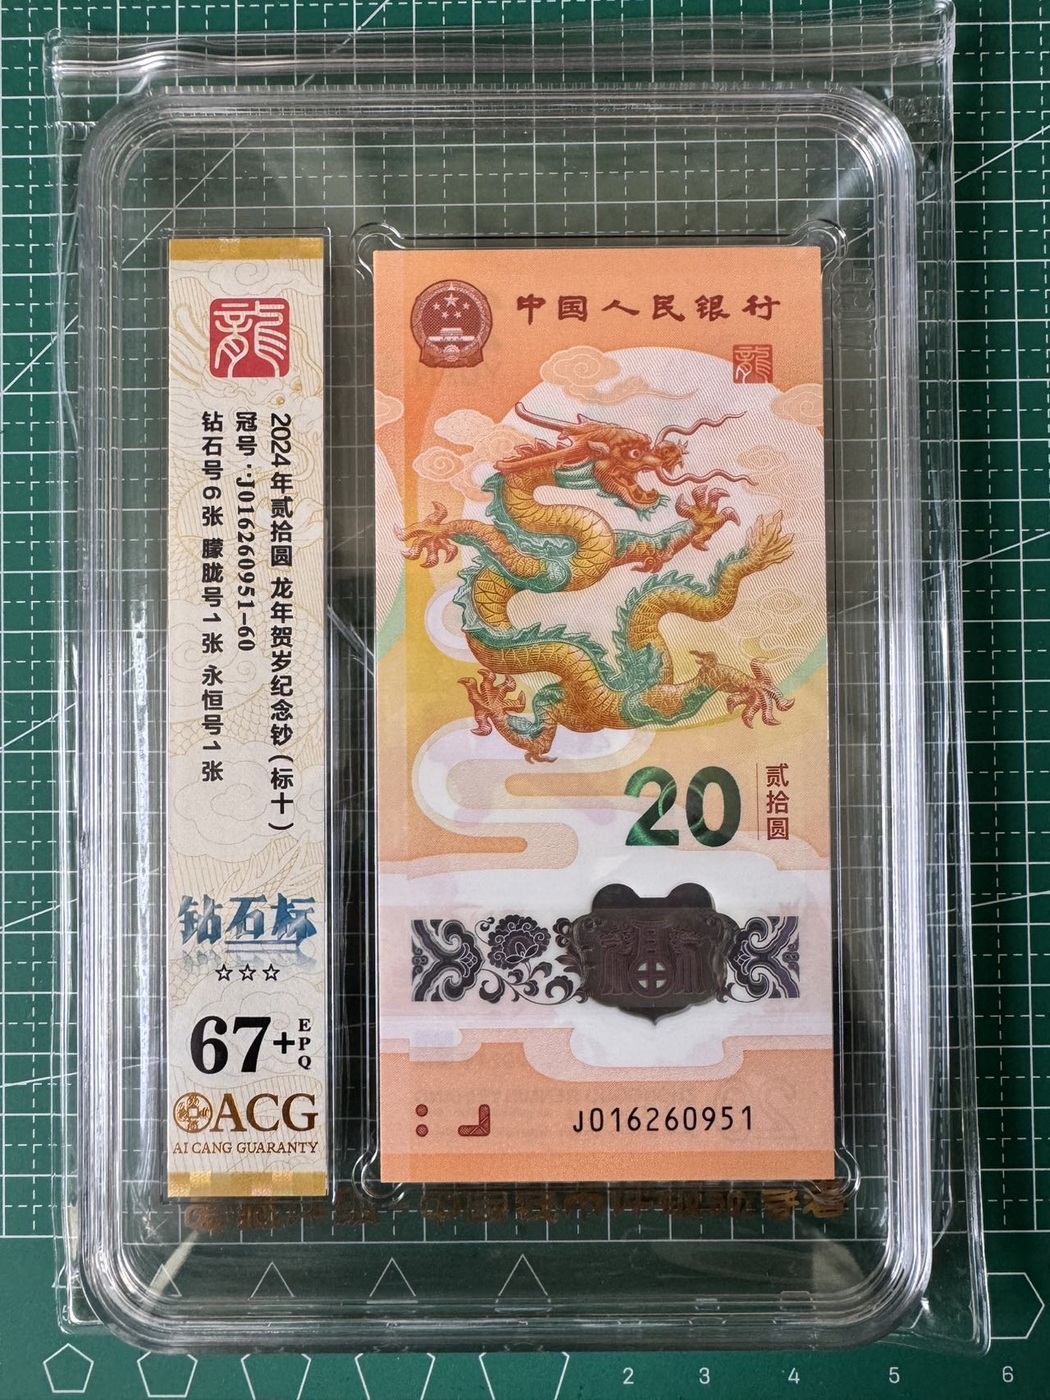 龍
2024年贰拾圆 龙年贺岁纪念钞(标十)
冠号:J016260951-60
钻石号6张 朦胧号1张 永恒号1张
钻石标
☆☆☆
67+
EPQ
ACG
AI CANG GUARANTY
中国人民银行
龍
20
贰拾圆
J016260951
2
3
4
5
6